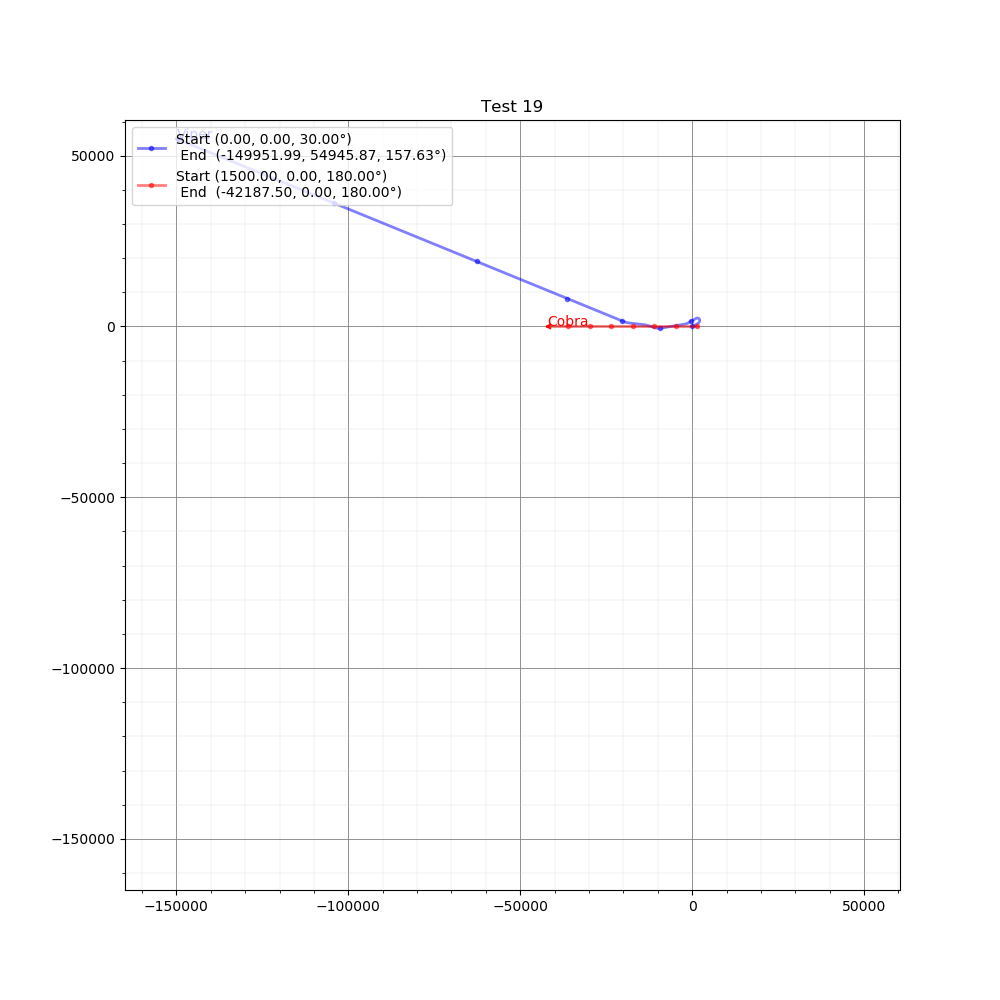 Test 19
Viper
Start (0.00, 0.00, 30.00°)
End (-149951.99, 54945.87, 157.63°)
Start (1500.00, 0.00, 180.00°)
End (-42187.50, 0.00, 180.00°)
Cobra
50000
0
−50000
−100000
−150000
−150000 −100000 −50000 0 50000